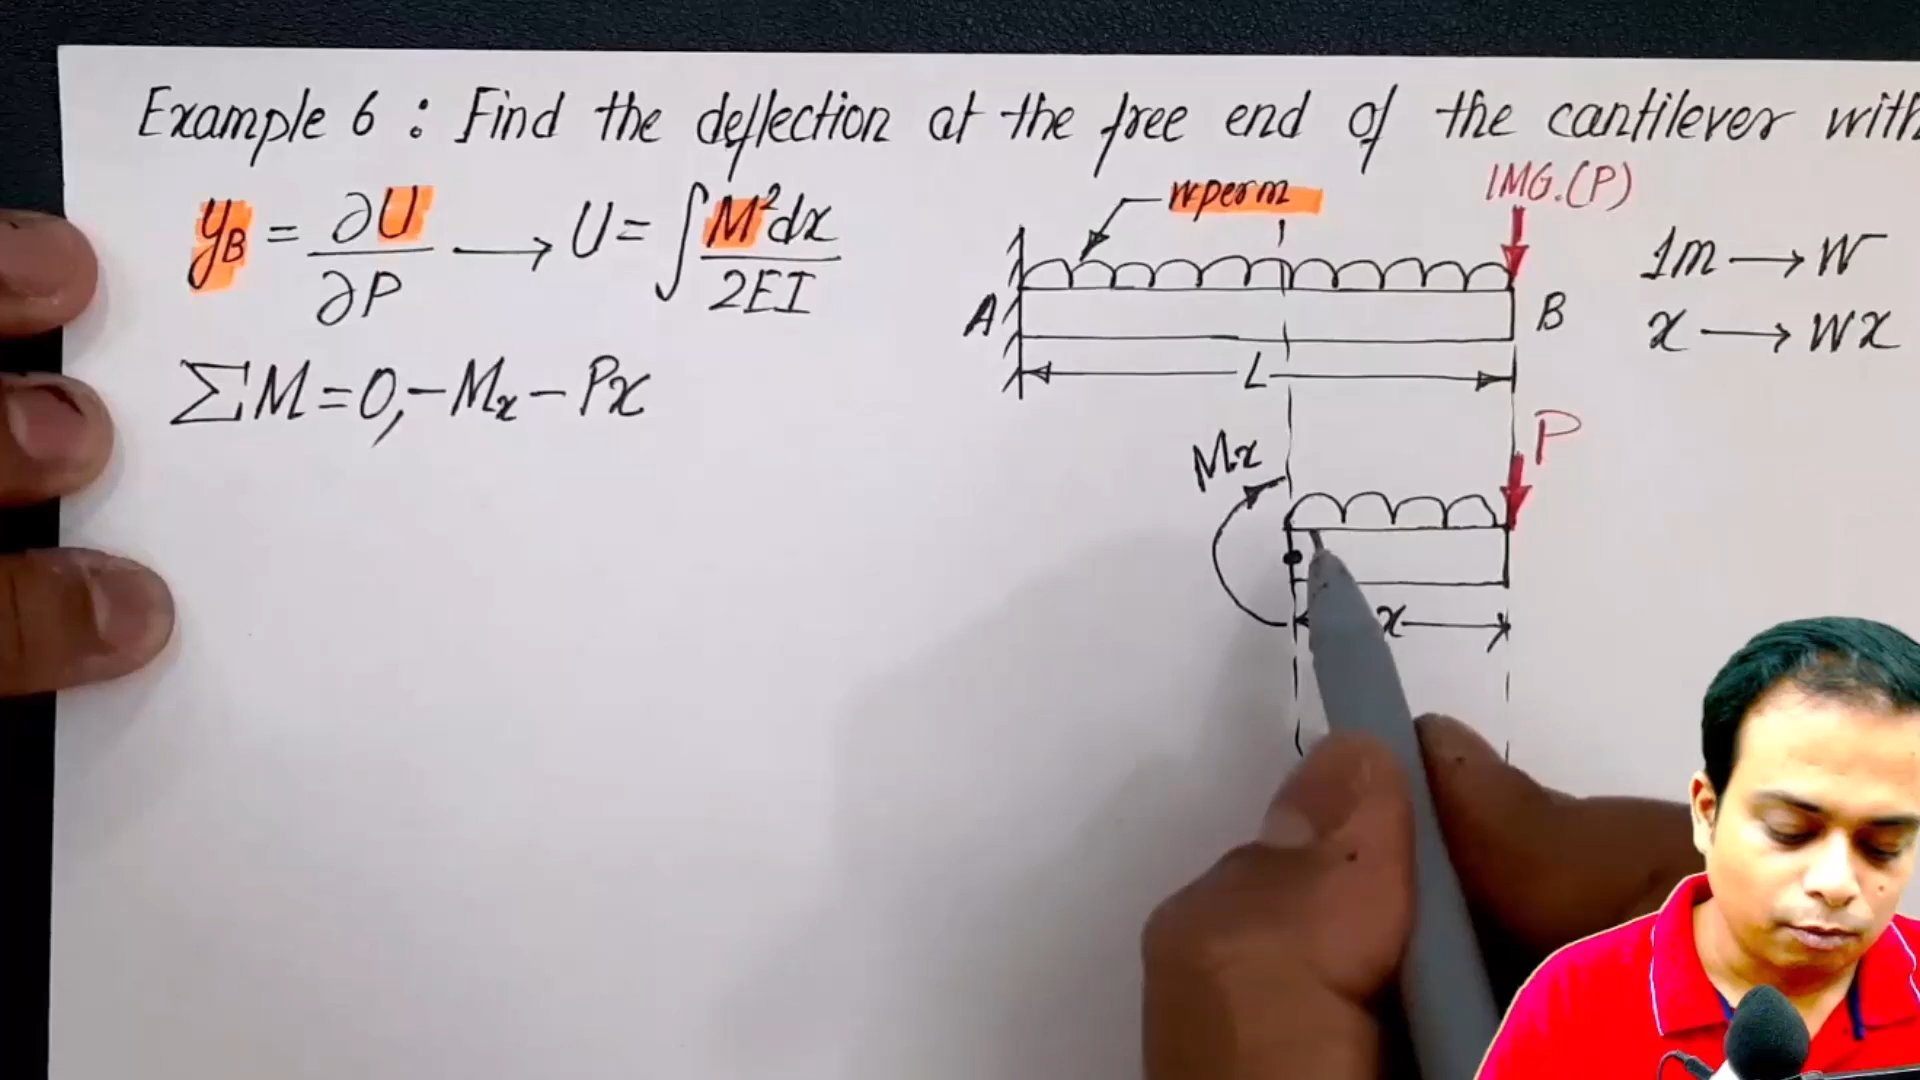 Example 6 : Find the deflection at the free end of the cantilever with
y_B = ∂U/∂P → U = ∫ M²dx/2EI
w per m
IMG.(P)
1m → W
x → Wx
A
B
L
ΣM = 0, -Mx - Px
P
Mx
x